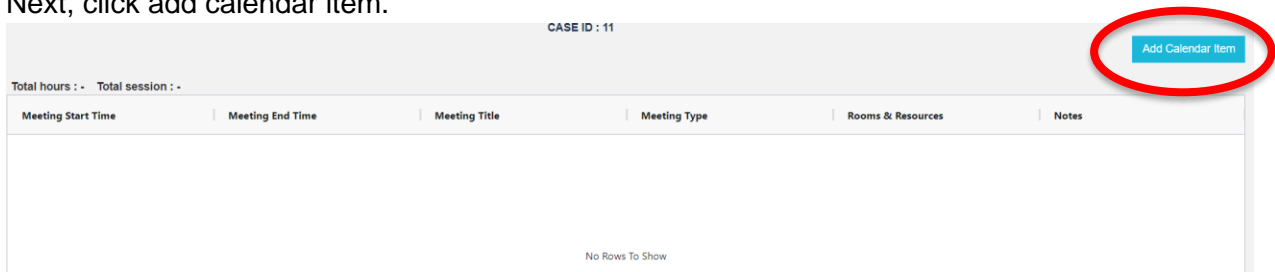 Next, click add calendar item.
CASE ID : 11
Add Calendar Item
Total hours : - Total session : -
Meeting Start Time Meeting End Time Meeting Title Meeting Type Rooms & Resources Notes
No Rows To Show